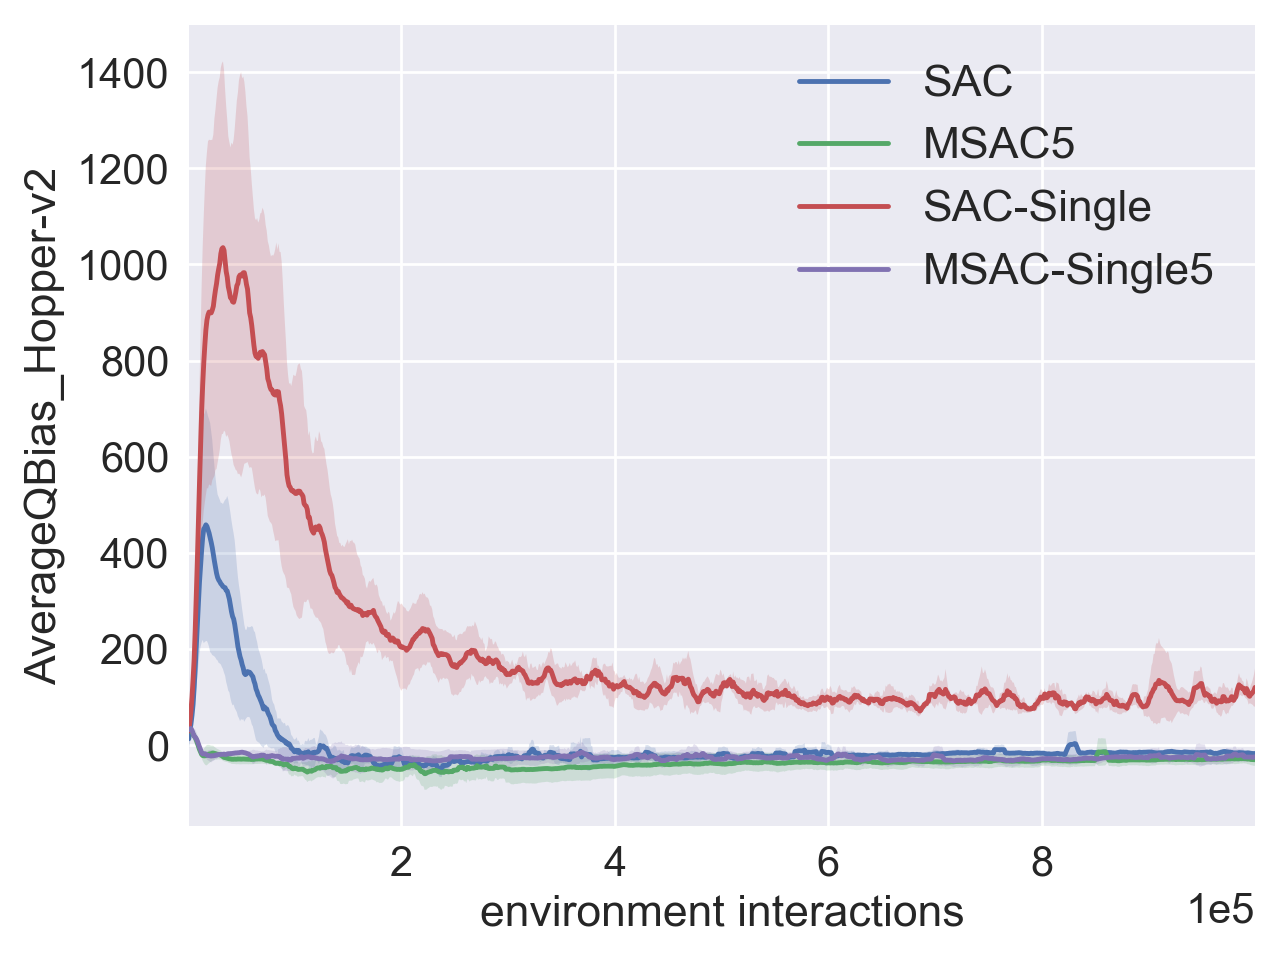 AverageQBias_Hopper-v2
1400
1200
1000
800
600
400
200
0
SAC
MSAC5
SAC-Single
MSAC-Single5
2
4
6
8
1e5
environment interactions